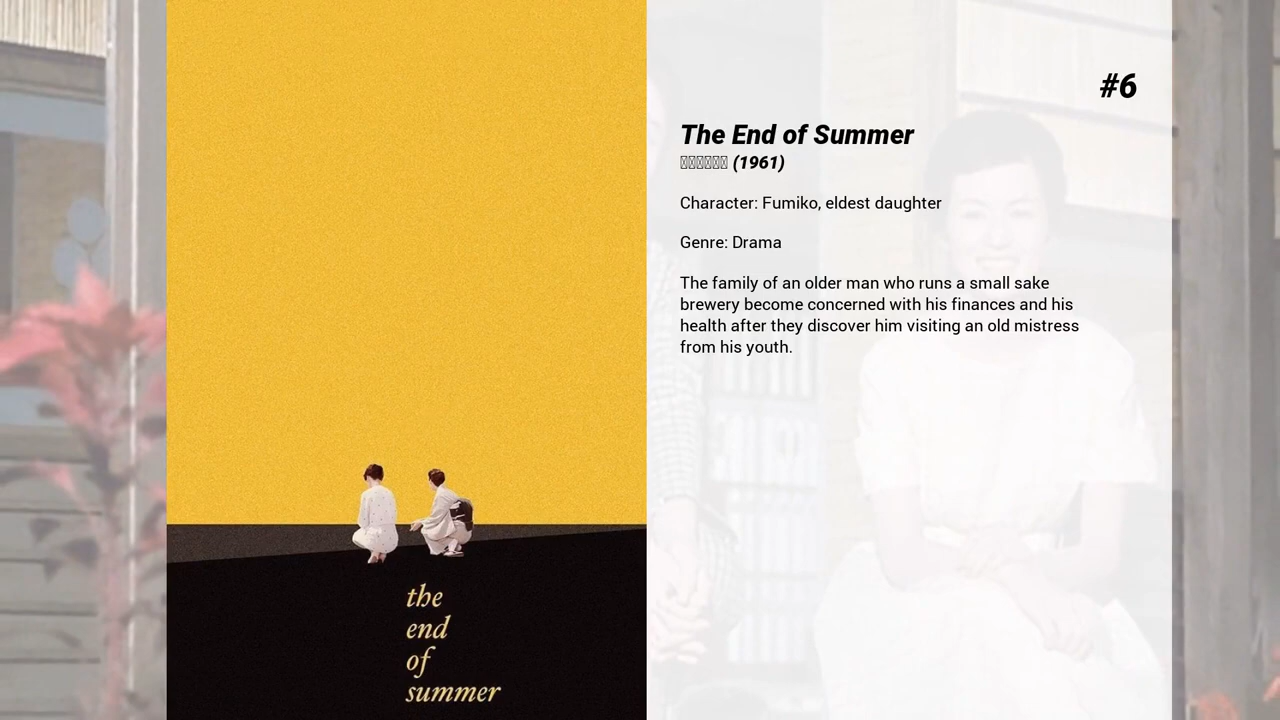 #6
The End of Summer
(1961)
Character: Fumiko, eldest daughter
Genre: Drama
The family of an older man who runs a small sake
brewery become concerned with his finances and his
health after they discover him visiting an old mistress
from his youth.
the
end
of
summer